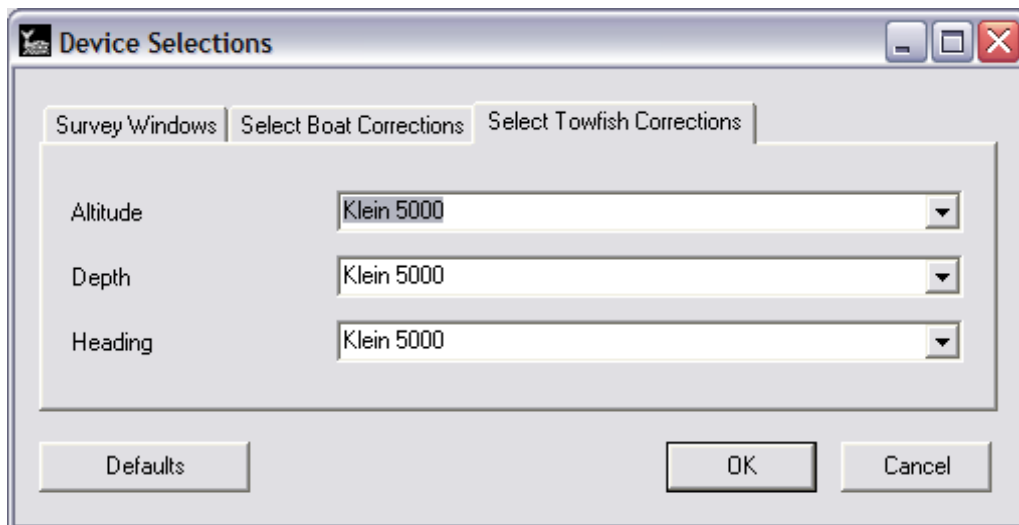 Device Selections
Survey Windows Select Boat Corrections Select Towfish Corrections
Altitude Klein 5000
Depth Klein 5000
Heading Klein 5000
Defaults OK Cancel